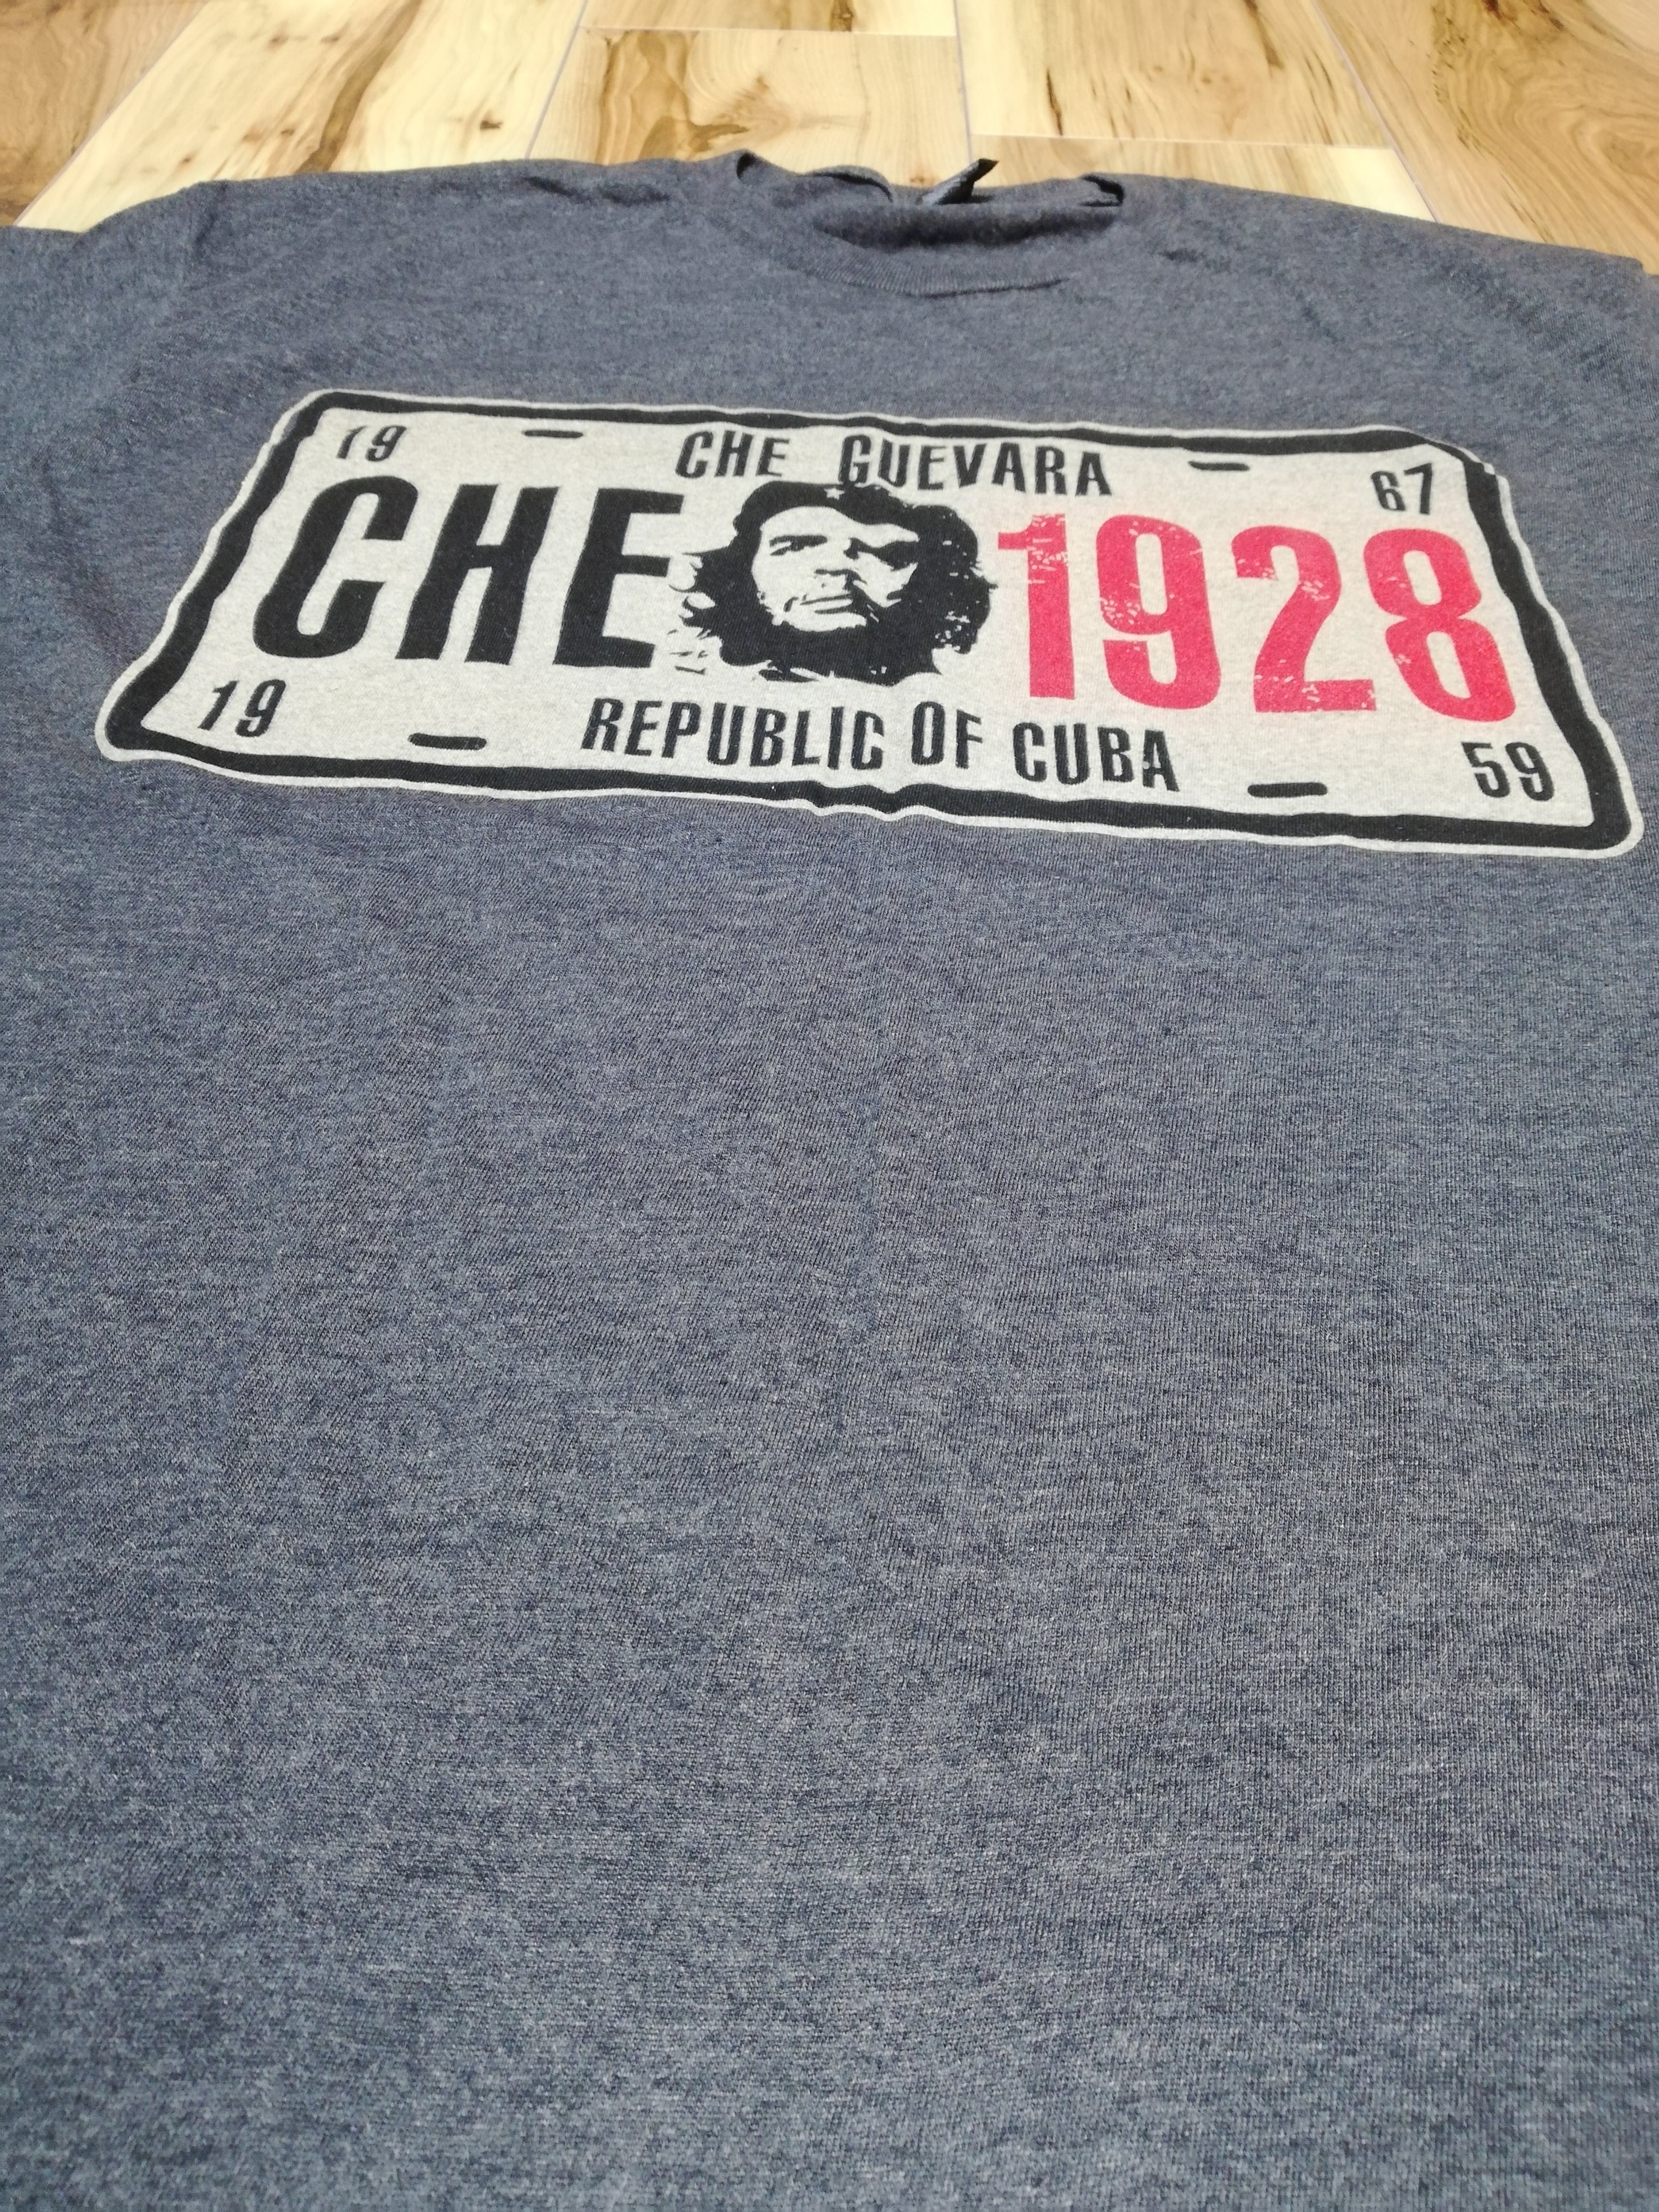 19 CHE GUEVARA 67
CHE 1928
19 REPUBLIC OF CUBA 59